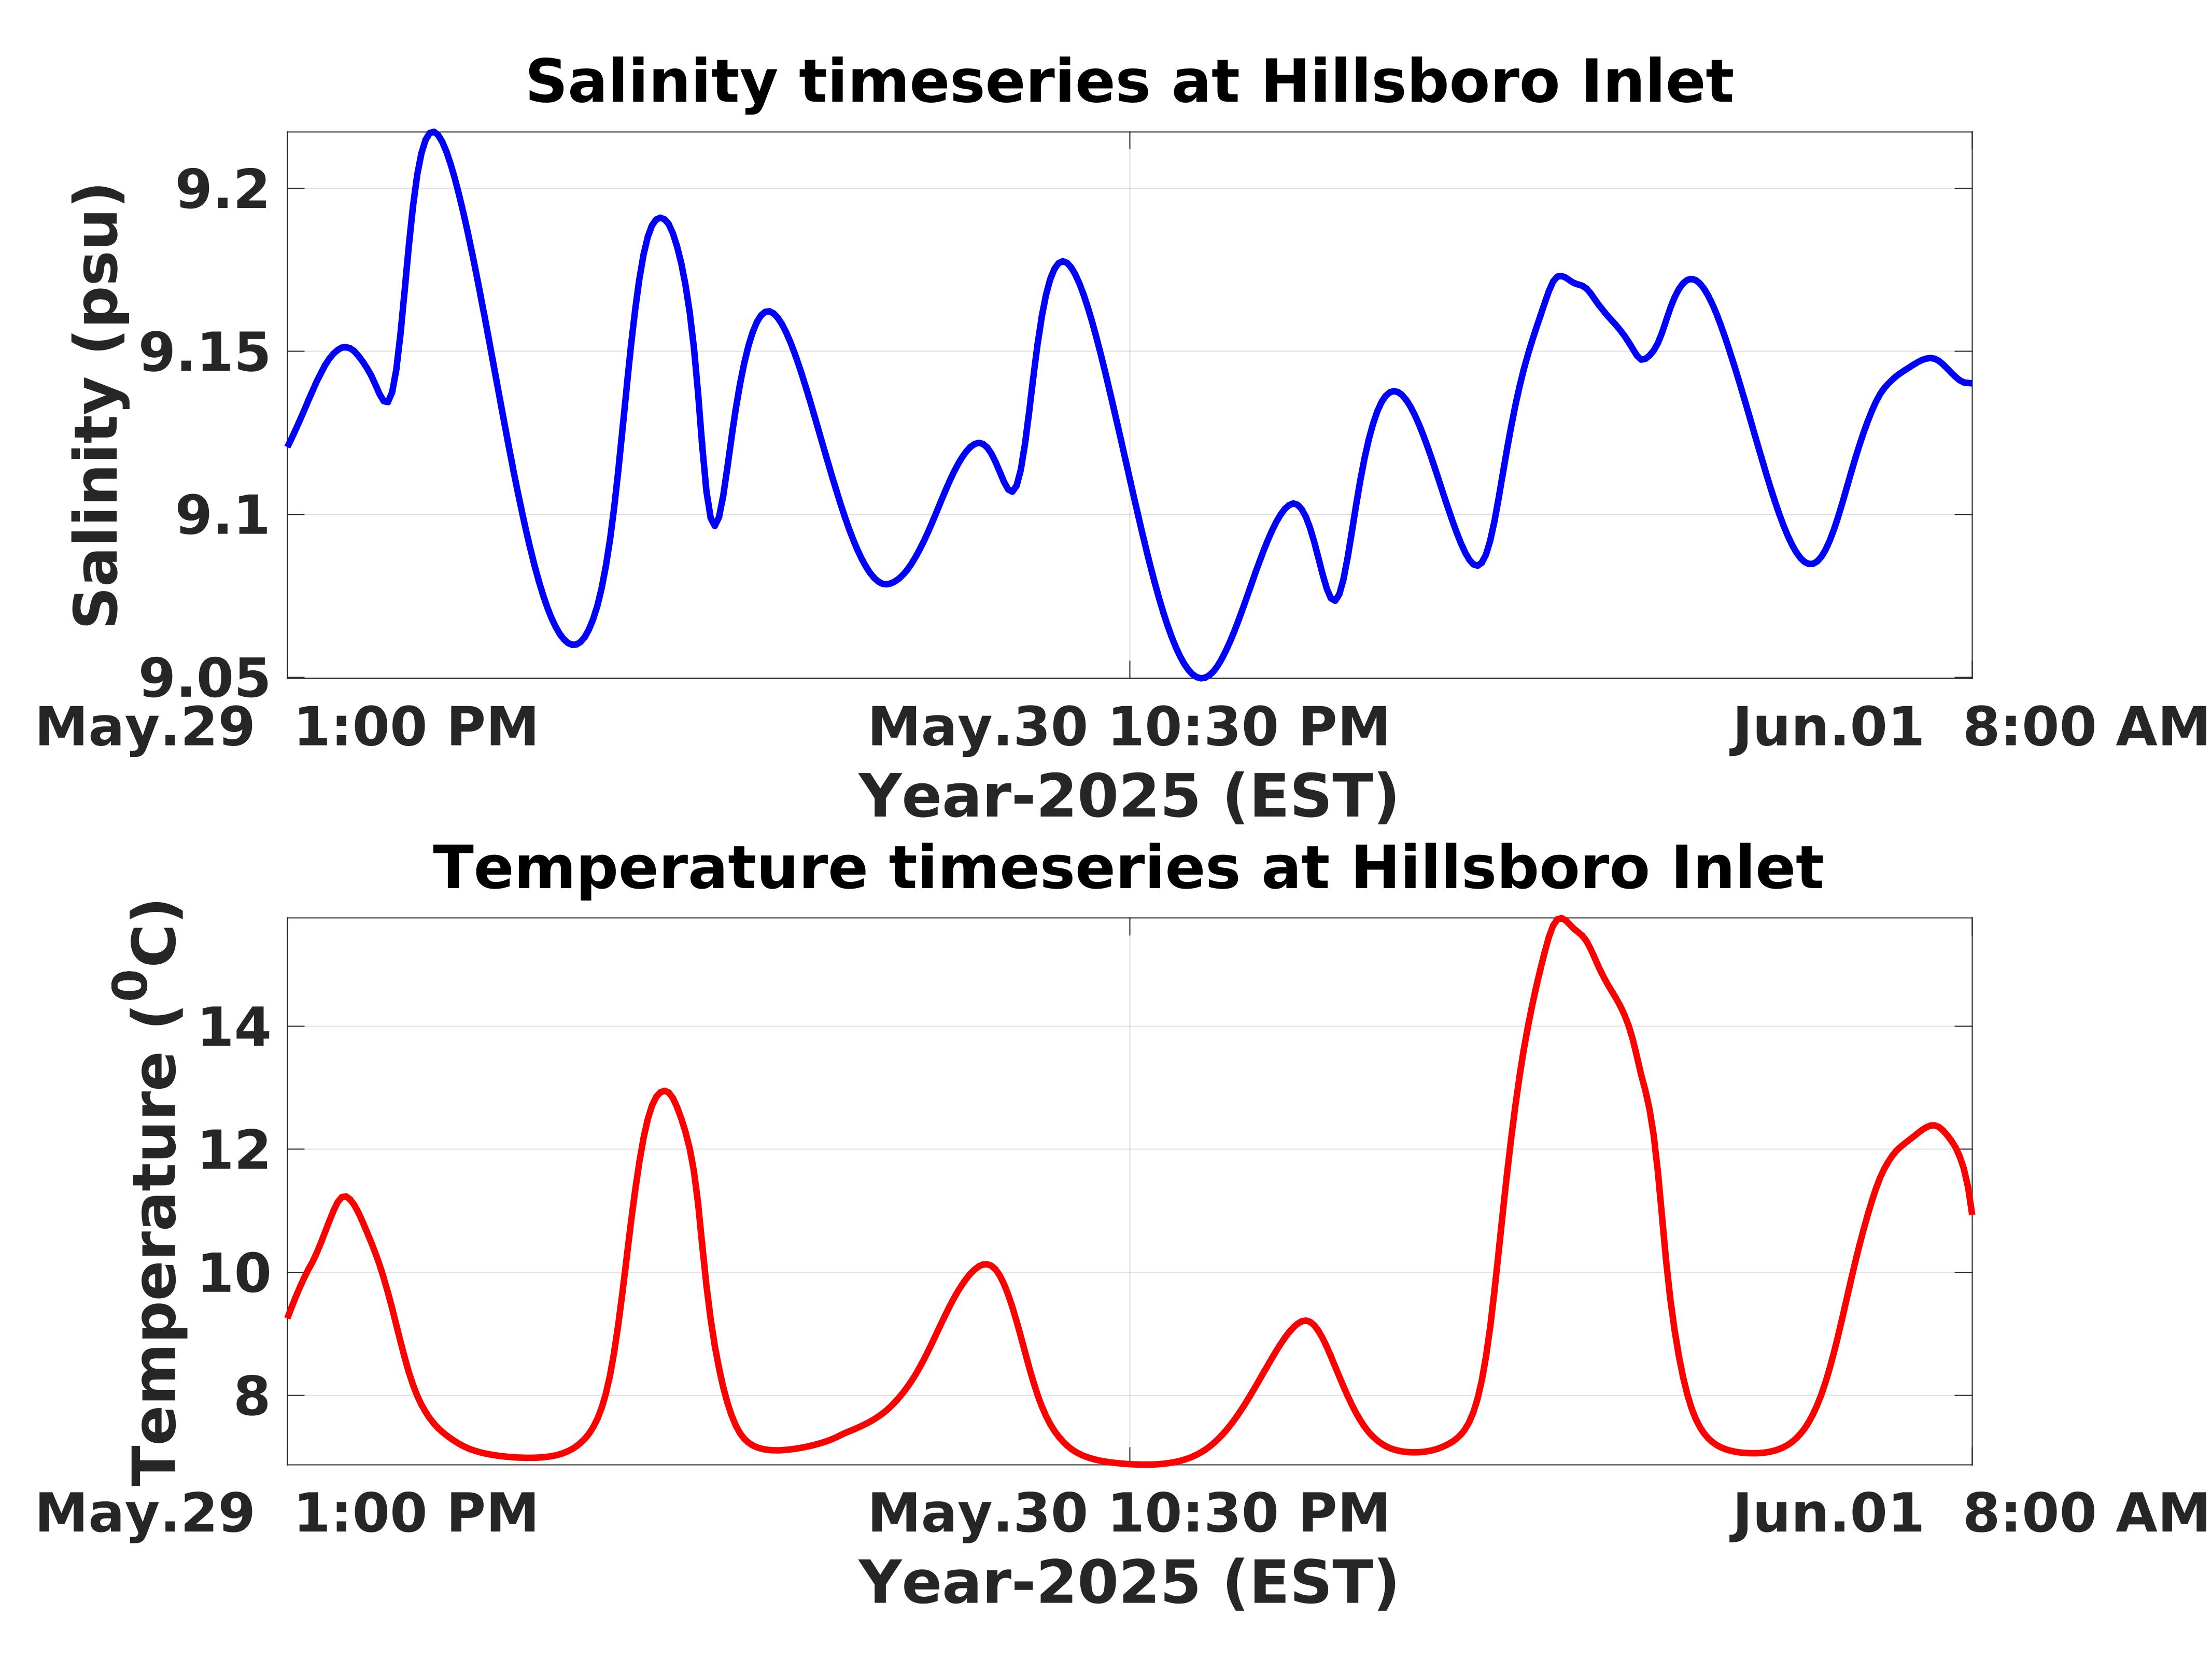 Salinity timeseries at Hillsboro Inlet
Salinity (psu)
9.2
9.15
9.1
9.05
May.29 1:00 PM
May.30 10:30 PM
Jun.01 8:00 AM
Year-2025 (EST)
Temperature timeseries at Hillsboro Inlet
Temperature (⁰C)
14
12
10
8
May.29 1:00 PM
May.30 10:30 PM
Jun.01 8:00 AM
Year-2025 (EST)